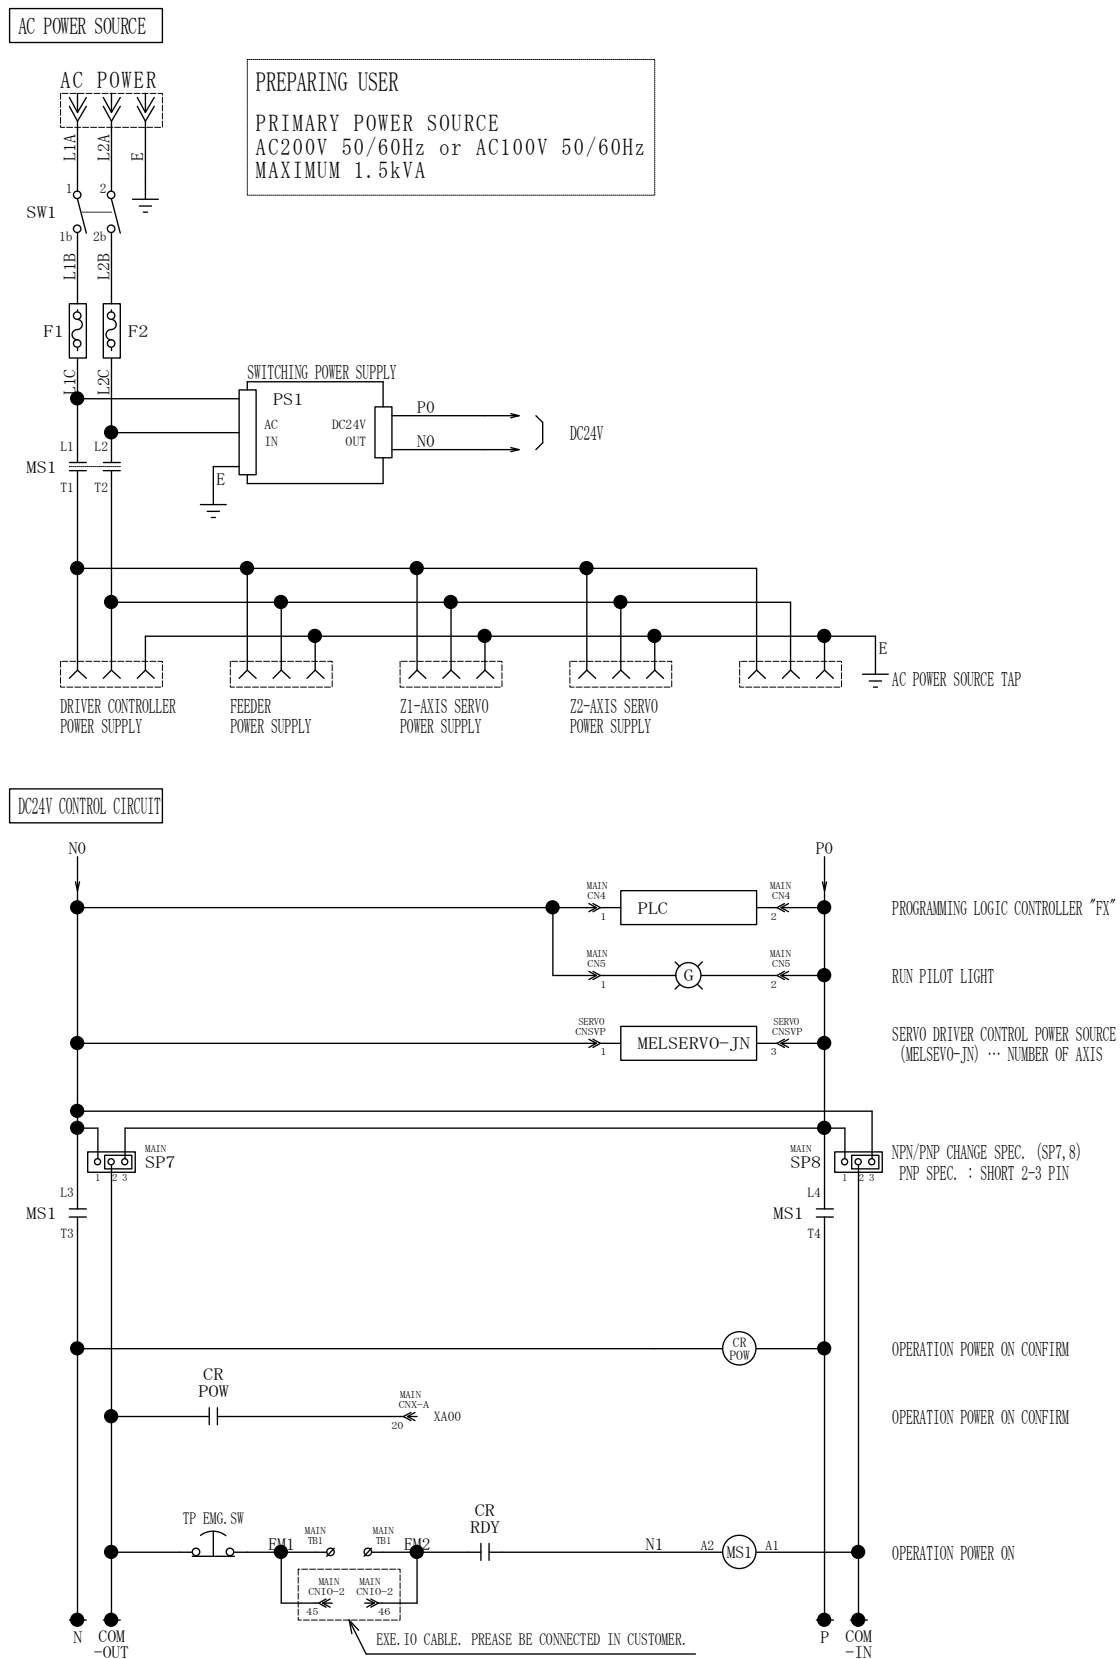 AC POWER SOURCE
AC POWER
PREPARING USER
PRIMARY POWER SOURCE
AC200V 50/60Hz or AC100V 50/60Hz
MAXIMUM 1.5kVA
L1A
L2A
E
1
2
SW1
1b
2b
L1B
L2B
F1
F2
L1C
L2C
SWITCHING POWER SUPPLY
PS1
AC
IN
DC24V
OUT
P0
N0
DC24V
E
L1
L2
MS1
T1
T2
E
AC POWER SOURCE TAP
DRIVER CONTROLLER
POWER SUPPLY
FEEDER
POWER SUPPLY
Z1-AXIS SERVO
POWER SUPPLY
Z2-AXIS SERVO
POWER SUPPLY
DC24V CONTROL CIRCUIT
N0
P0
MAIN
CN4
1
PLC
MAIN
CN4
2
PROGRAMMING LOGIC CONTROLLER "FX"
MAIN
CN5
1
G
MAIN
CN5
2
RUN PILOT LIGHT
SERVO
CNSVP
1
MELSERVO-JN
SERVO
CNSVP
3
SERVO DRIVER CONTROL POWER SOURCE
(MELSEVO-JN) … NUMBER OF AXIS
MAIN
SP7
1 2 3
MAIN
SP8
1 2 3
NPN/PNP CHANGE SPEC. (SP7,8)
PNP SPEC. : SHORT 2-3 PIN
L3
MS1
T3
L4
MS1
T4
CR
POW
OPERATION POWER ON CONFIRM
CR
POW
MAIN
CNX-A
20
XA00
OPERATION POWER ON CONFIRM
TP EMG.SW
EM1
MAIN
TB1
MAIN
TB1
EM2
CR
RDY
N1
A2
MS1
A1
OPERATION POWER ON
MAIN
CNIO-2
45
MAIN
CNIO-2
46
N
COM
-OUT
EXE.IO CABLE. PREASE BE CONNECTED IN CUSTOMER.
P
COM
-IN